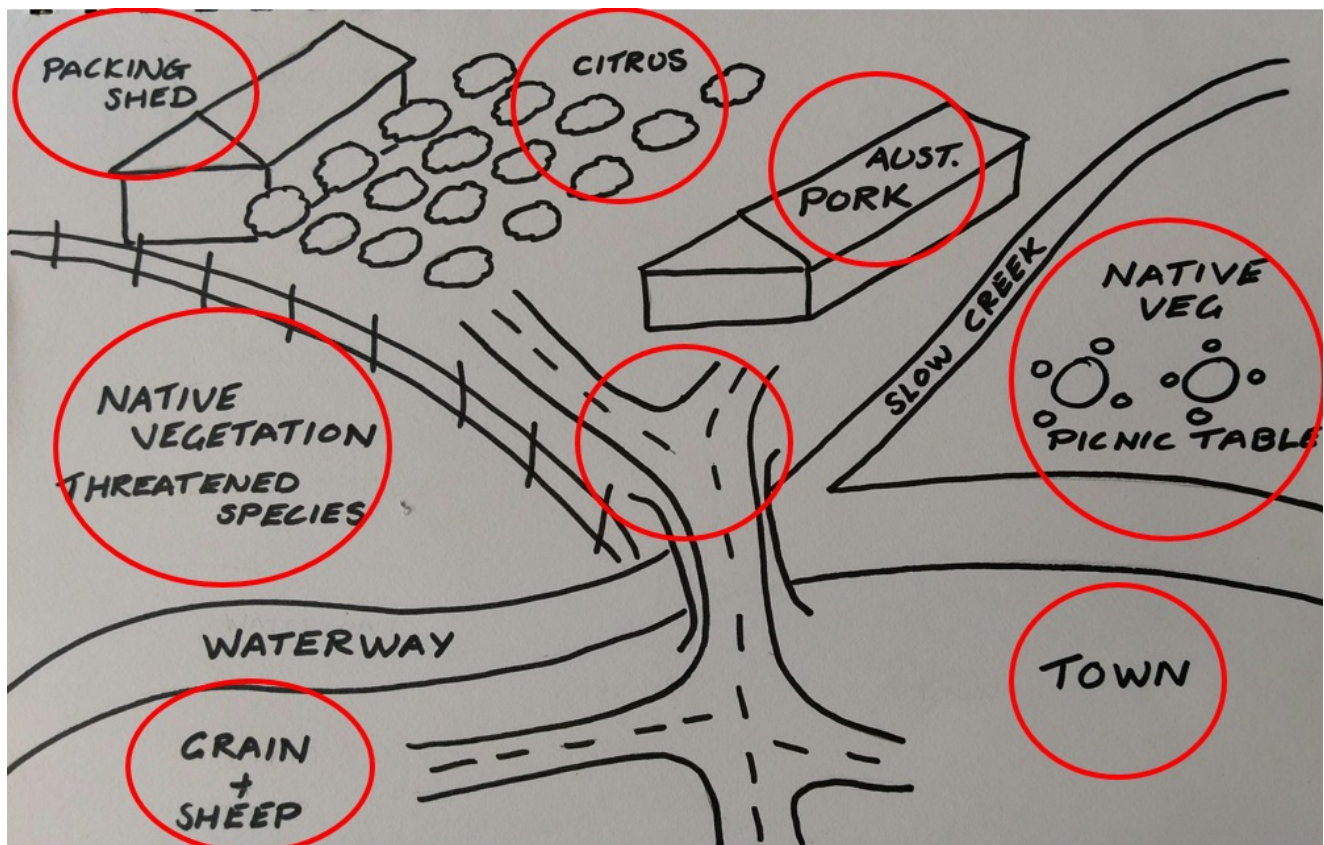 PACKING
SHED
CITRUS
AUST.
PORK
SLOW CREEK
NATIVE
VEG
PICNIC TABLE
NATIVE
VEGETATION
THREATENED
SPECIES
WATERWAY
TOWN
GRAIN
+
SHEEP